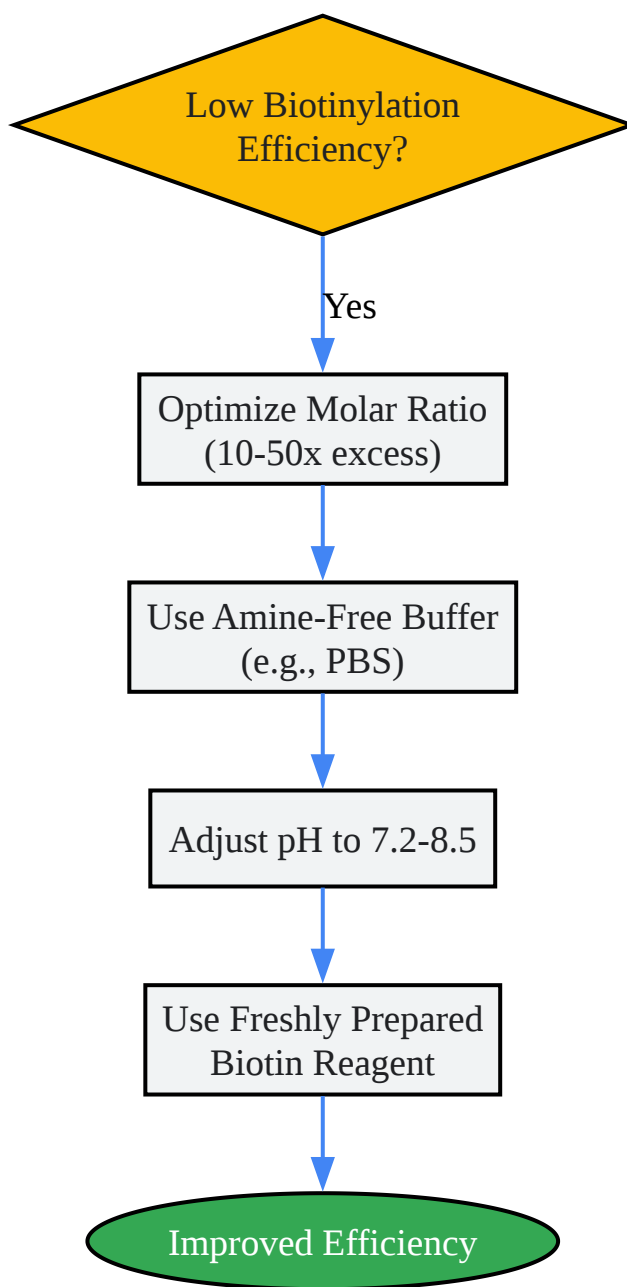 Low Biotinylation
Efficiency?
Yes
Optimize Molar Ratio
(10-50x excess)
Use Amine-Free Buffer
(e.g., PBS)
Adjust pH to 7.2-8.5
Use Freshly Prepared
Biotin Reagent
Improved Efficiency